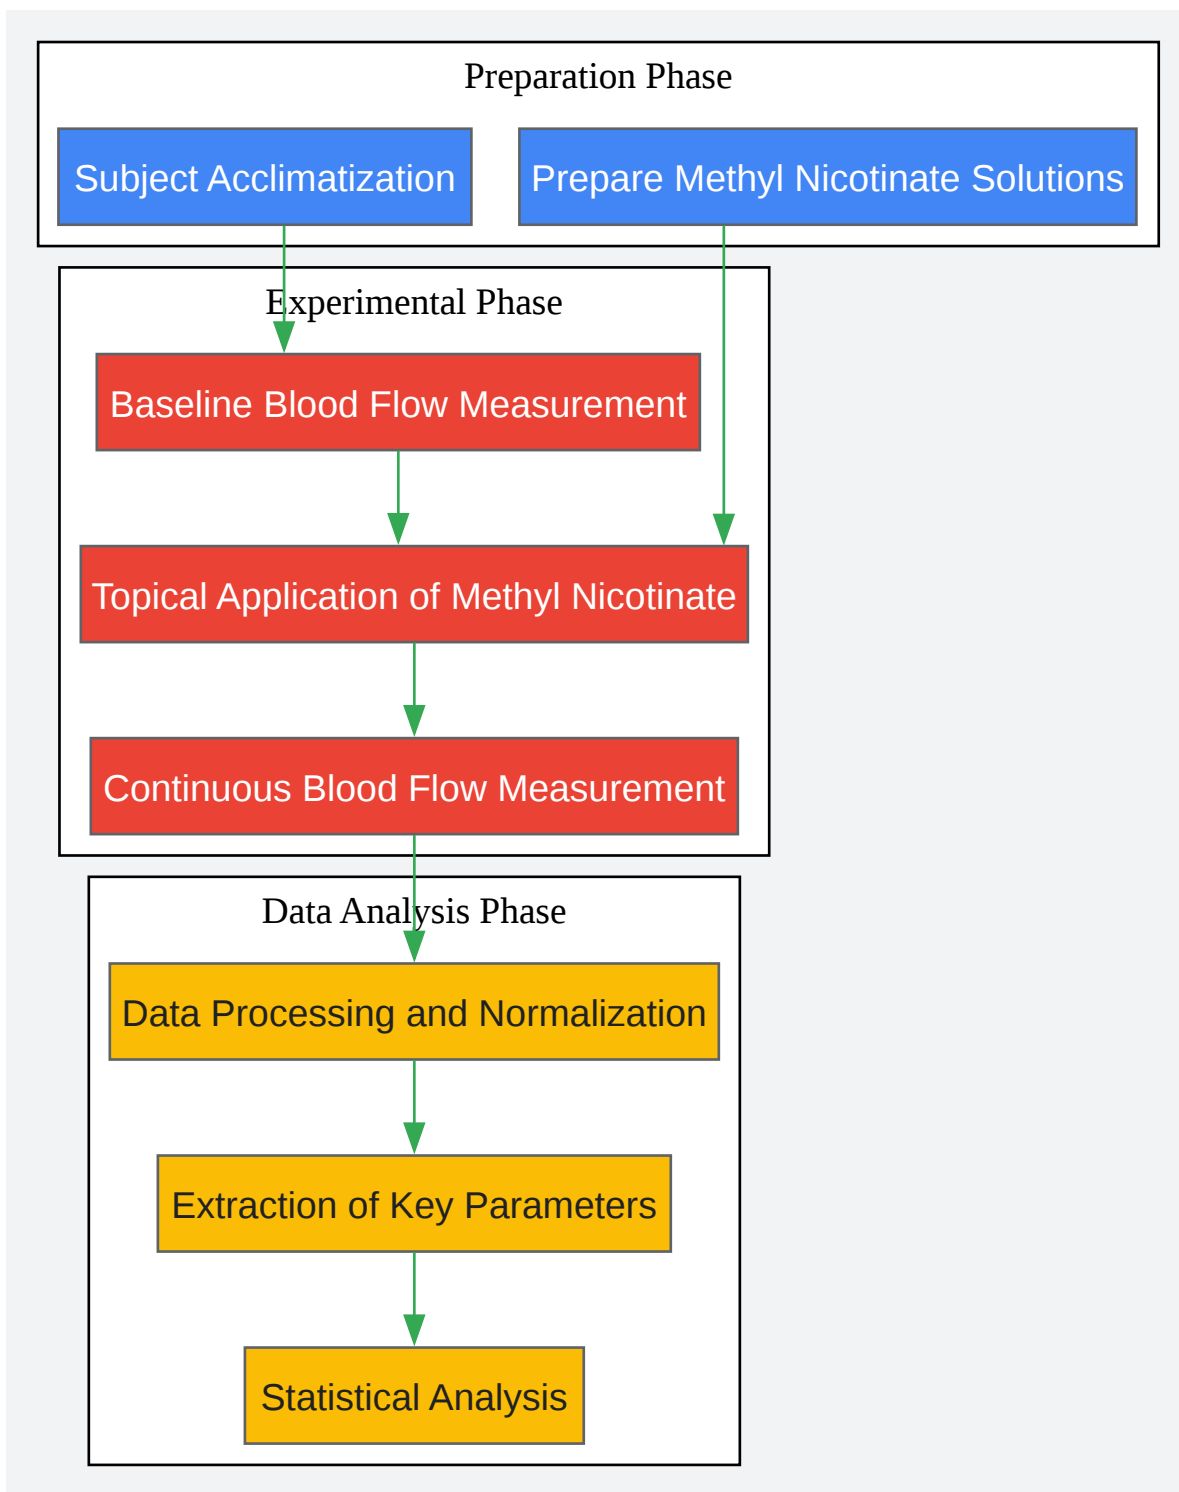 Preparation Phase
Subject Acclimatization
Prepare Methyl Nicotinate Solutions
Experimental Phase
Baseline Blood Flow Measurement
Topical Application of Methyl Nicotinate
Continuous Blood Flow Measurement
Data Analysis Phase
Data Processing and Normalization
Extraction of Key Parameters
Statistical Analysis